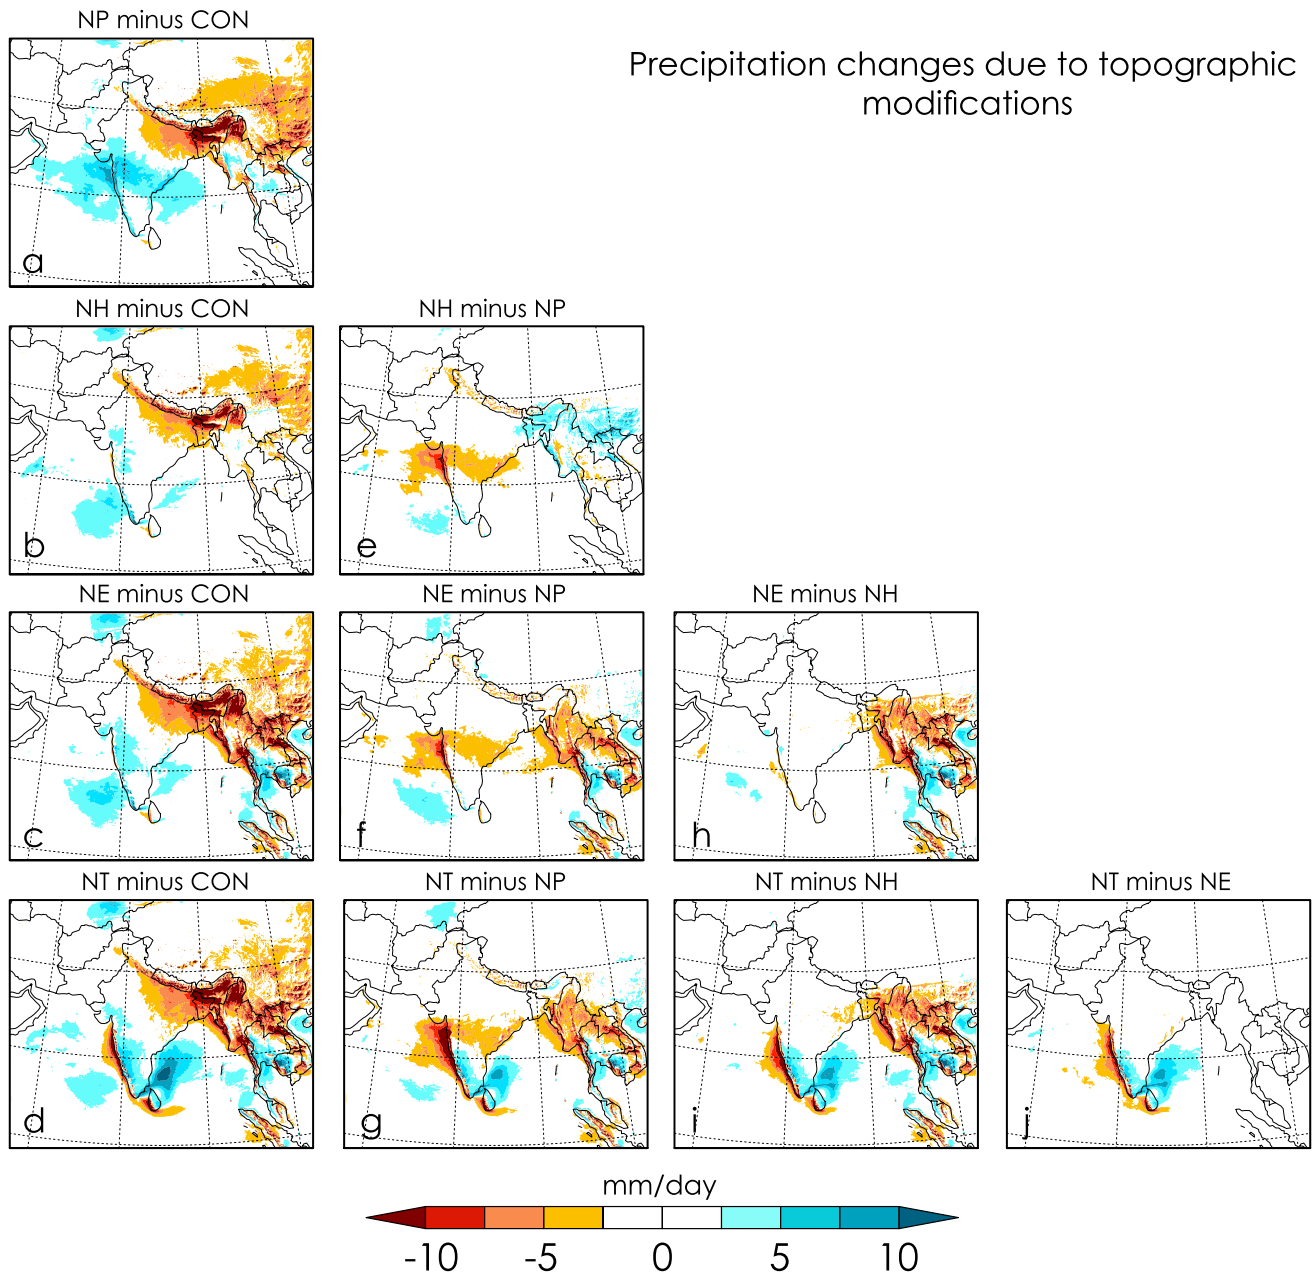 NP minus CON
Precipitation changes due to topographic
modifications
a
NH minus CON
NH minus NP
b
e
NE minus CON
NE minus NP
NE minus NH
c
f
h
NT minus CON
NT minus NP
NT minus NH
NT minus NE
d
g
i
j
mm/day
-10 -5 0 5 10